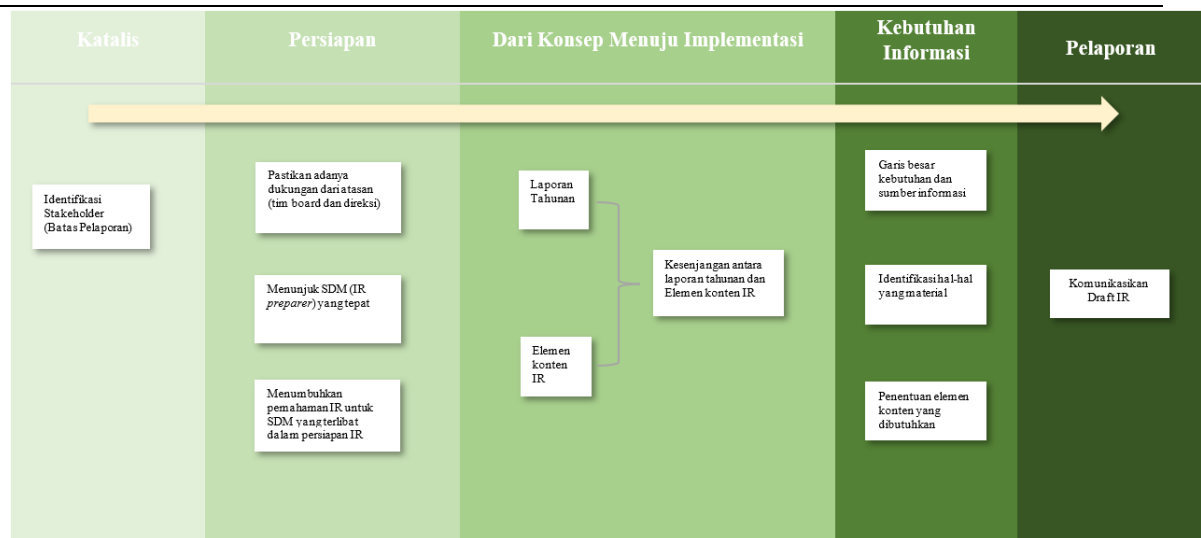 Katalis
Persiapan
Dari Konsep Menuju Implementasi
Kebutuhan
Informasi
Pelaporan
Identifikasi
Stakeholder
(Batas Pelaporan)
Pastikan adanya
dukungan dari atasan
(tim board dan direksi)
Menunjuk SDM (IR
preparer) yang tepat
Menumbuhkan
pemahaman IR untuk
SDM yang terlibat
dalam persiapan IR
Laporan
Tahunan
Elemen
konten
IR
Kesenjangan antara
laporan tahunan dan
Elemen konten IR
Garis besar
kebutuhan dan
sumber informasi
Identifikasi hal-hal
yang material
Penentuan elemen
konten yang
dibutuhkan
Komunikasikan
Draft IR